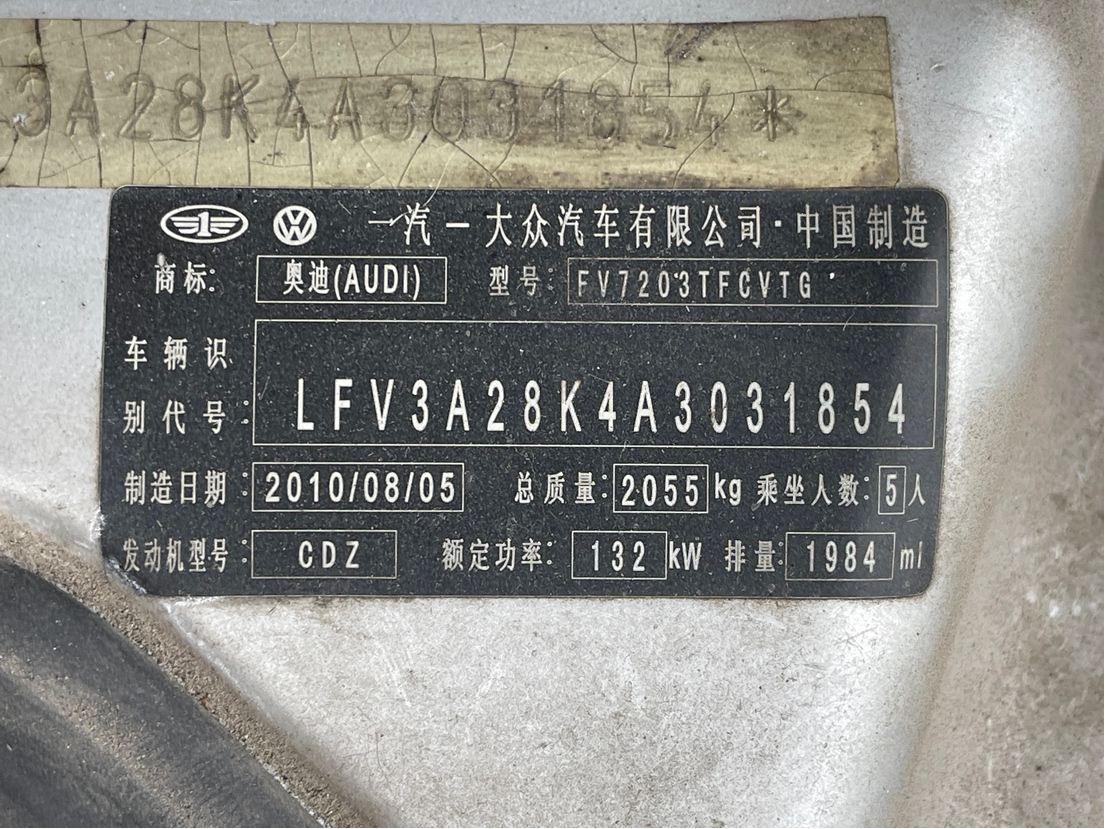 3A28K4A3031854*
一汽一大众汽车有限公司·中国制造
商标: 奥迪(AUDI) 型号: FV7203TFCVTG
车辆识别代号: LFV3A28K4A3031854
制造日期: 2010/08/05 总质量: 2055 kg 乘坐人数: 5 人
发动机型号: CDZ 额定功率: 132 kW 排量: 1984 ml